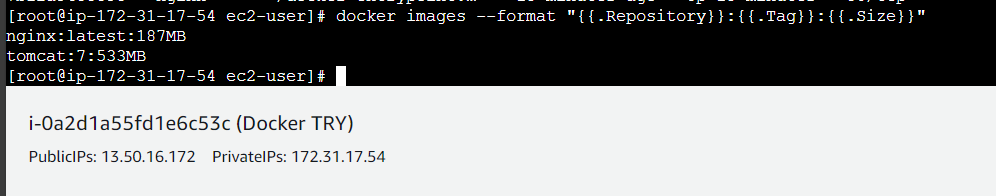 [root@ip-172-31-17-54 ec2-user]# docker images --format "{{.Repository}}:{{.Tag}}:{{.Size}}"
nginx:latest:187MB
tomcat:7:533MB
[root@ip-172-31-17-54 ec2-user]#
i-0a2d1a55fd1e6c53c (Docker TRY)
PublicIPs: 13.50.16.172 PrivateIPs: 172.31.17.54